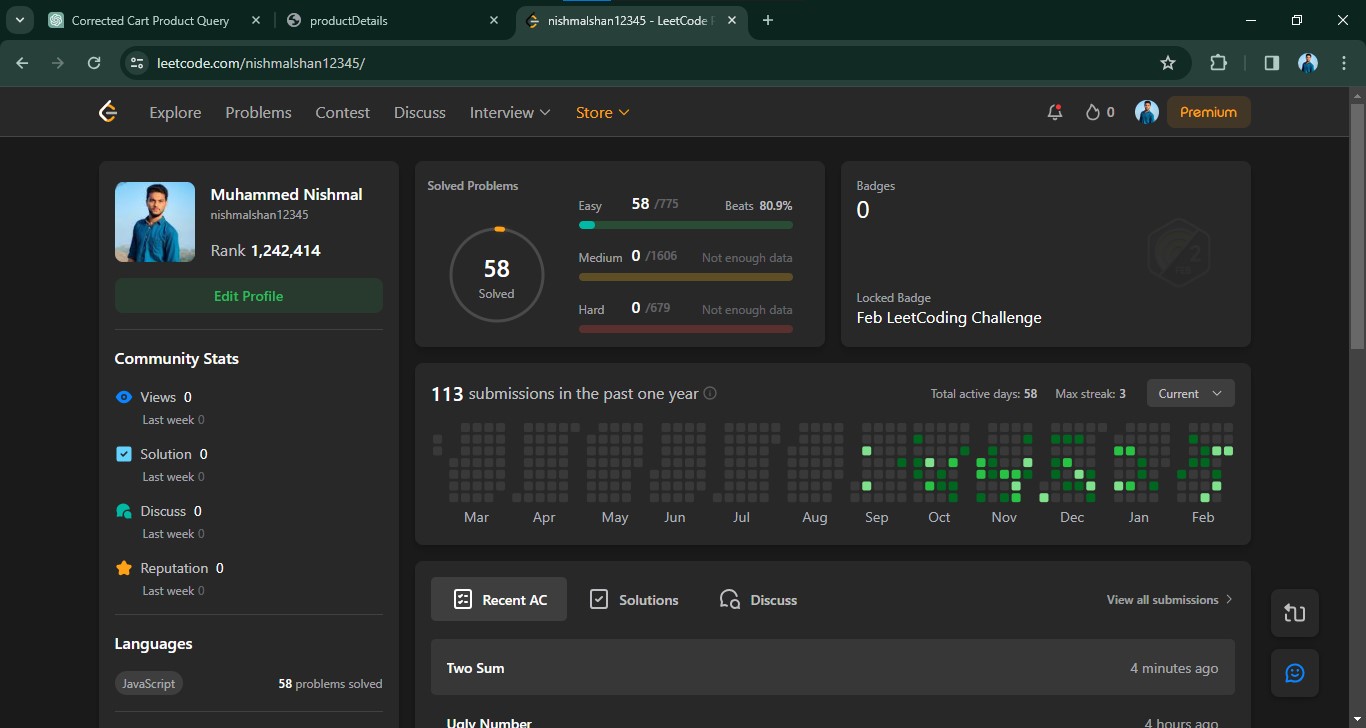 Corrected Cart Product Query
productDetails
nishmalshan12345 - LeetCode
leetcode.com/nishmalshan12345/
Explore Problems Contest Discuss Interview Store 0 Premium
Muhammed Nishmal
nishmalshan12345
Rank 1,242,414
Edit Profile
Community Stats
Views 0
Last week 0
Solution 0
Last week 0
Discuss 0
Last week 0
Reputation 0
Last week 0
Languages
JavaScript 58 problems solved
Solved Problems
58
Solved
Easy 58 /775 Beats 80.9%
Medium 0 /1606 Not enough data
Hard 0 /679 Not enough data
Badges
0
Locked Badge
Feb LeetCoding Challenge
113 submissions in the past one year Total active days: 58 Max streak: 3 Current
Mar Apr May Jun Jul Aug Sep Oct Nov Dec Jan Feb
Recent AC Solutions Discuss View all submissions
Two Sum 4 minutes ago
Ugly Number 4 hours ago